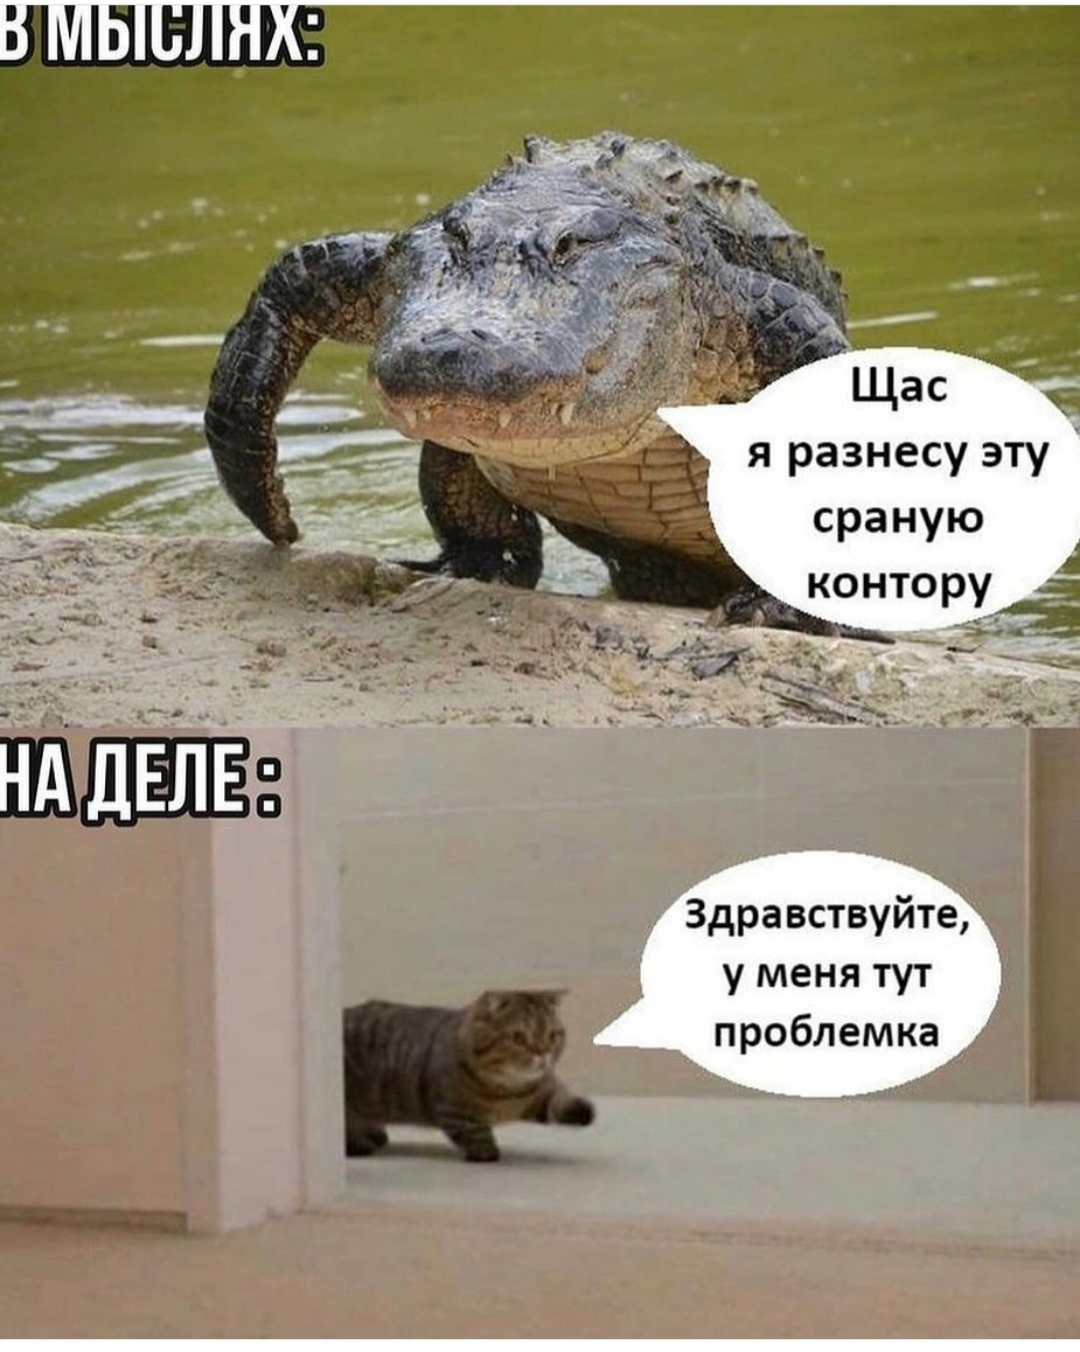 В МЫСЛЯХ:
Щас
я разнесу эту
сраную
контору
НА ДЕЛЕ:
Здравствуйте,
у меня тут
проблемка